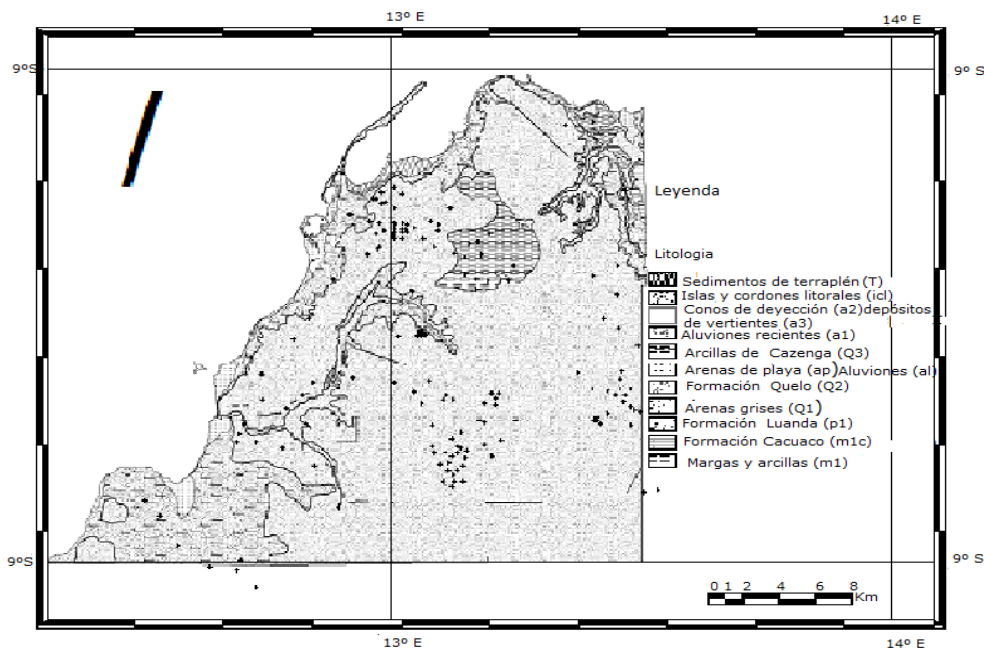 13º E
14º E
9ºS
9º S
Leyenda
Litologia
Sedimentos de terraplén (T)
Islas y cordones litorales (icl)
Conos de deyección (a2)depósitos
de vertientes (a3)
Aluviones recientes (a1)
Arcillas de Cazenga (Q3)
Arenas de playa (ap)Aluviones (al)
Formación Quelo (Q2)
Arenas grises (Q1)
Formación Luanda (p1)
Formación Cacuaco (m1c)
Margas y arcillas (m1)
9ºS
9º S
0 1 2 4 6 8
Km
13º E
14º E